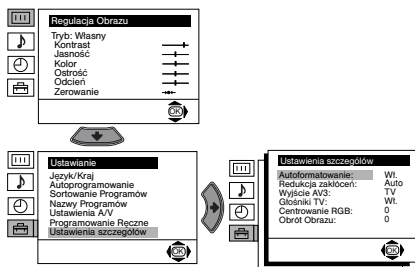 Regulacja Obrazu
Tryb: Własny
Kontrast
Jasność
Kolor
Ostrość
Odcień
Zerowanie
OK
Ustawianie
Język/Kraj
Autoprogramowanie
Sortowanie Programów
Nazwy Programów
Ustawienia A/V
Programowanie Ręczne
Ustawienia szczegółów
OK
Ustawienia szczegółów
Autoformatowanie: Wł.
Redukcja zakłóceń: Auto
Wyjście AV3: TV
Głośniki TV: Wł.
Centrowanie RGB: 0
Obrót Obrazu: 0
OK